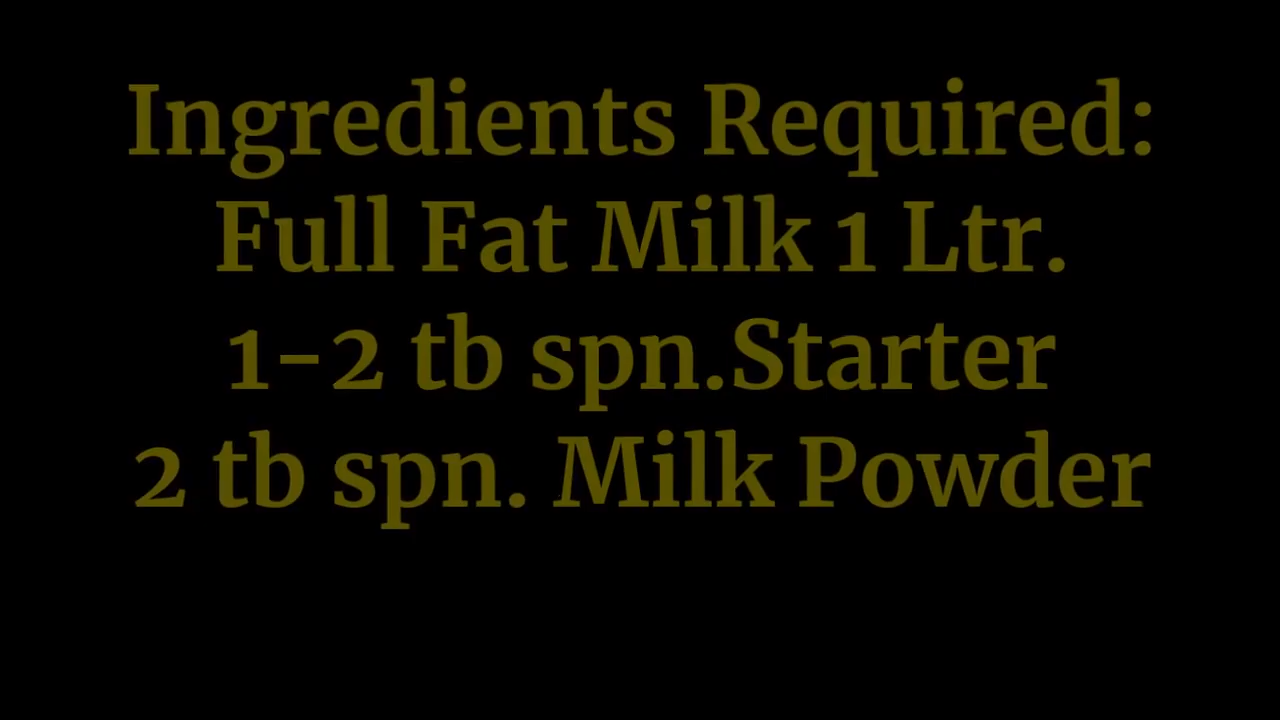 Ingredients Required:
Full Fat Milk 1 Ltr.
1-2 tb spn.Starter
2 tb spn. Milk Powder